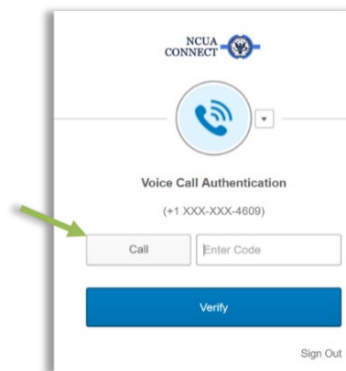 NCUA
CONNECT
Voice Call Authentication
(+1 XXX-XXX-4609)
Call Enter Code
Verify
Sign Out